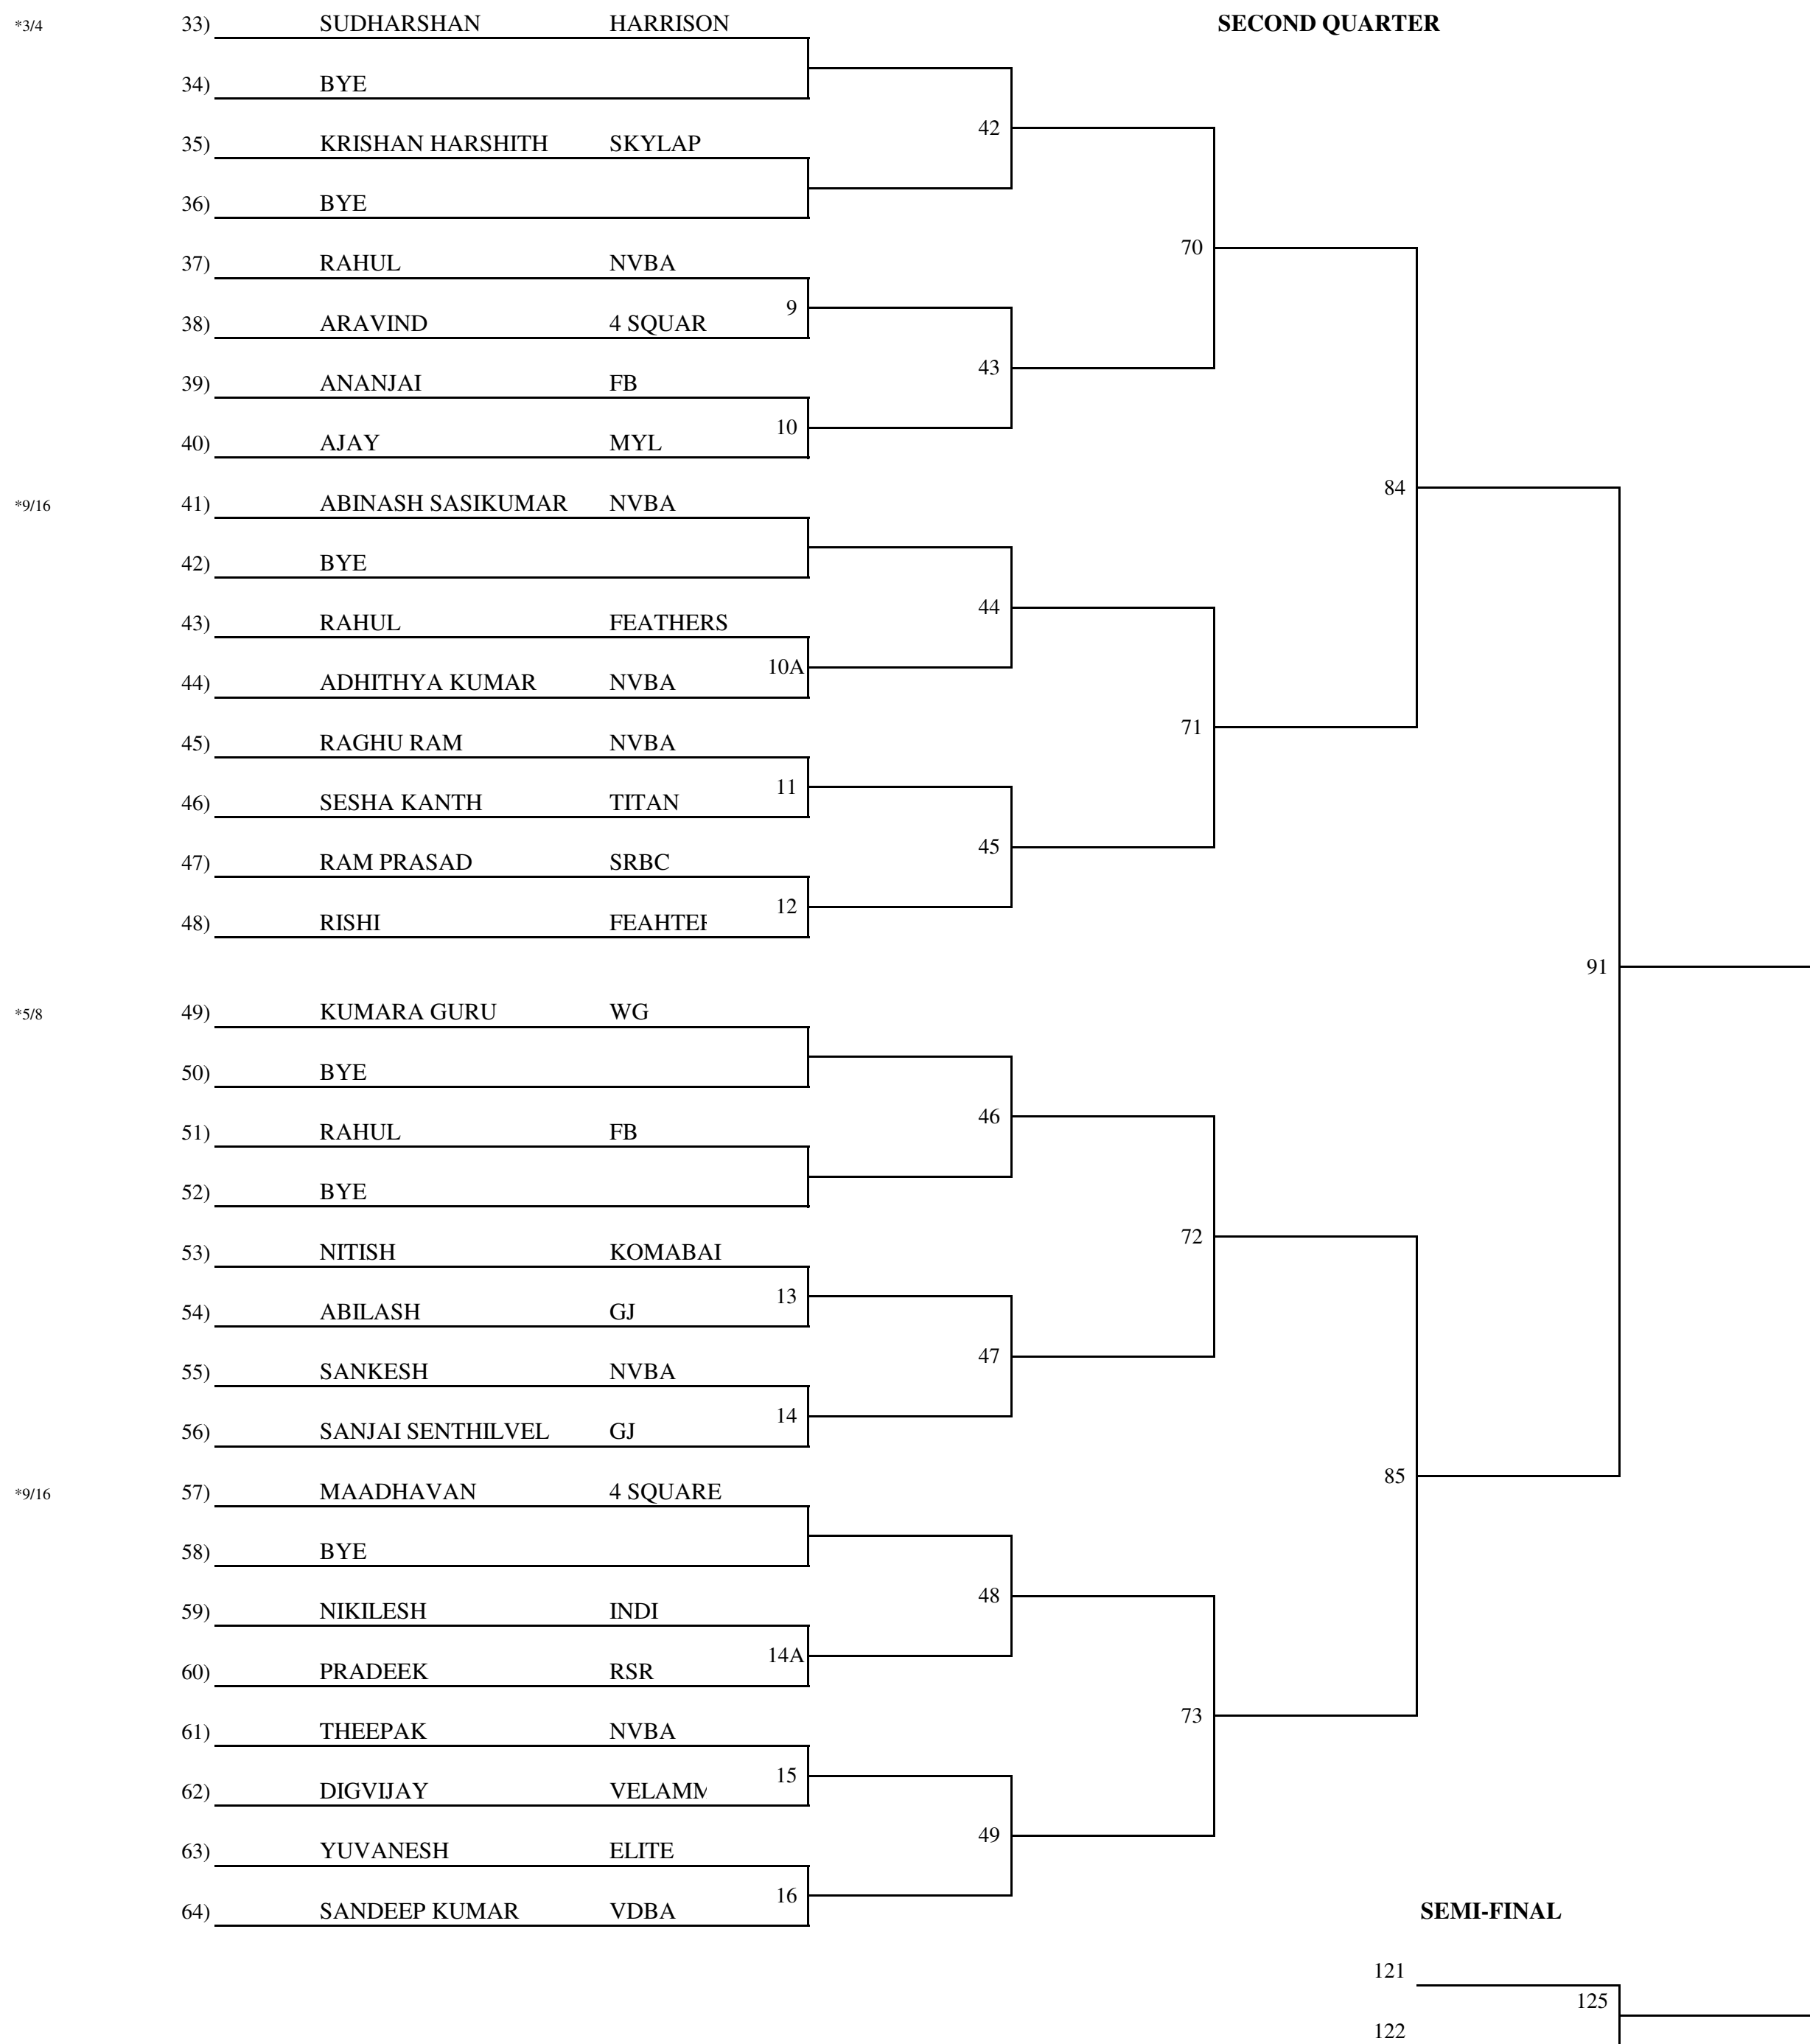 *3/4 33) SUDHARSHAN HARRISON SECOND QUARTER
34) BYE
42
35) KRISHAN HARSHITH SKYLAP
36) BYE
70
37) RAHUL NVBA
9
38) ARAVIND 4 SQUAR
43
39) ANANJAI FB
10
40) AJAY MYL
84
*9/16 41) ABINASH SASIKUMAR NVBA
42) BYE
44
43) RAHUL FEATHERS
10A
44) ADHITHYA KUMAR NVBA
71
45) RAGHU RAM NVBA
11
46) SESHA KANTH TITAN
45
47) RAM PRASAD SRBC
12
48) RISHI FEAHTE
91
*5/8 49) KUMARA GURU WG
50) BYE
46
51) RAHUL FB
52) BYE
72
53) NITISH KOMABAI
13
54) ABILASH GJ
47
55) SANKESH NVBA
14
56) SANJAI SENTHILVEL GJ
85
*9/16 57) MAADHAVAN 4 SQUARE
58) BYE
48
59) NIKILESH INDI
14A
60) PRADEEK RSR
73
61) THEEPAK NVBA
15
62) DIGVIJAY VELAMM
49
63) YUVANESH ELITE
16
64) SANDEEP KUMAR VDBA SEMI-FINAL
121
125
122